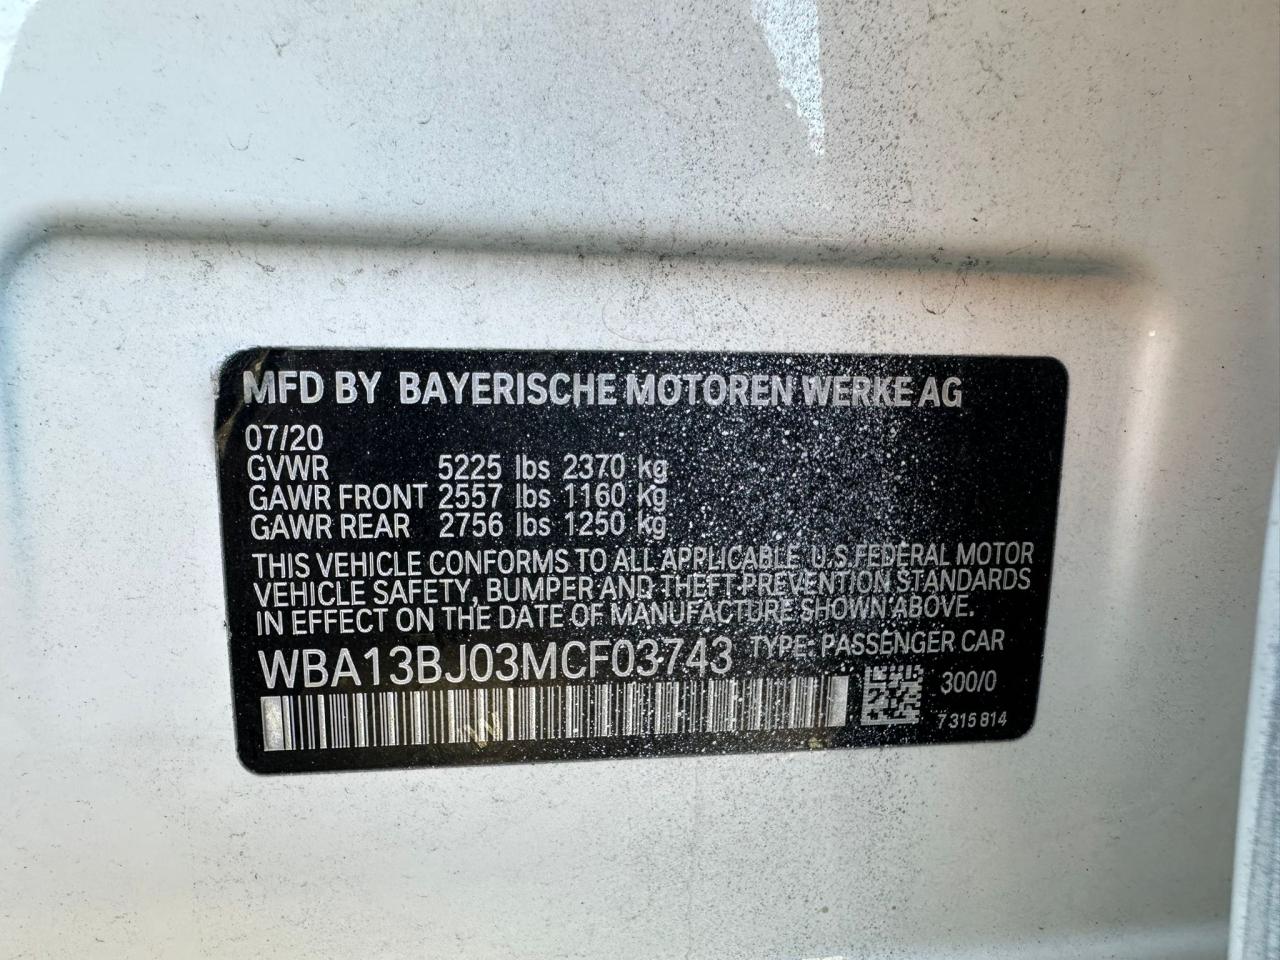 MFD BY BAYERISCHE MOTOREN WERKE AG
07/20
GVWR 5225 lbs 2370 kg
GAWR FRONT 2557 lbs 1160 kg
GAWR REAR 2756 lbs 1250 kg
THIS VEHICLE CONFORMS TO ALL APPLICABLE U.S FEDERAL MOTOR
VEHICLE SAFETY, BUMPER AND THEFT PREVENTION STANDARDS
IN EFFECT ON THE DATE OF MANUFACTURE SHOWN ABOVE.
WBA13BJ03MCF03743 TYPE: PASSENGER CAR
300/0
7 315 814